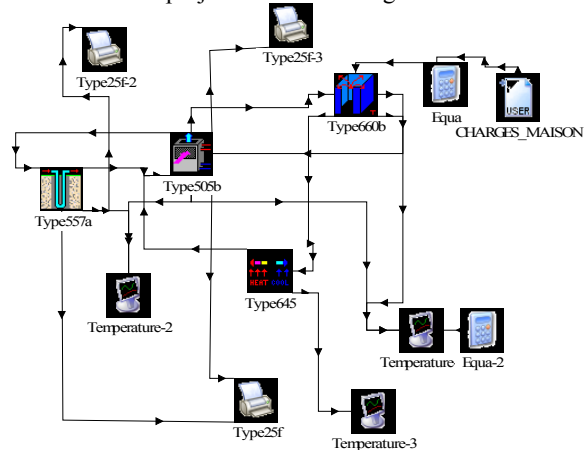 Type25f-2
Type25f-3
Type660b
Equa
USER
CHARGES_MAISON
Type505b
Type557a
HEAT COOL
Temperature-2
Type645
Temperature
Equa-2
Type25f
Temperature-3